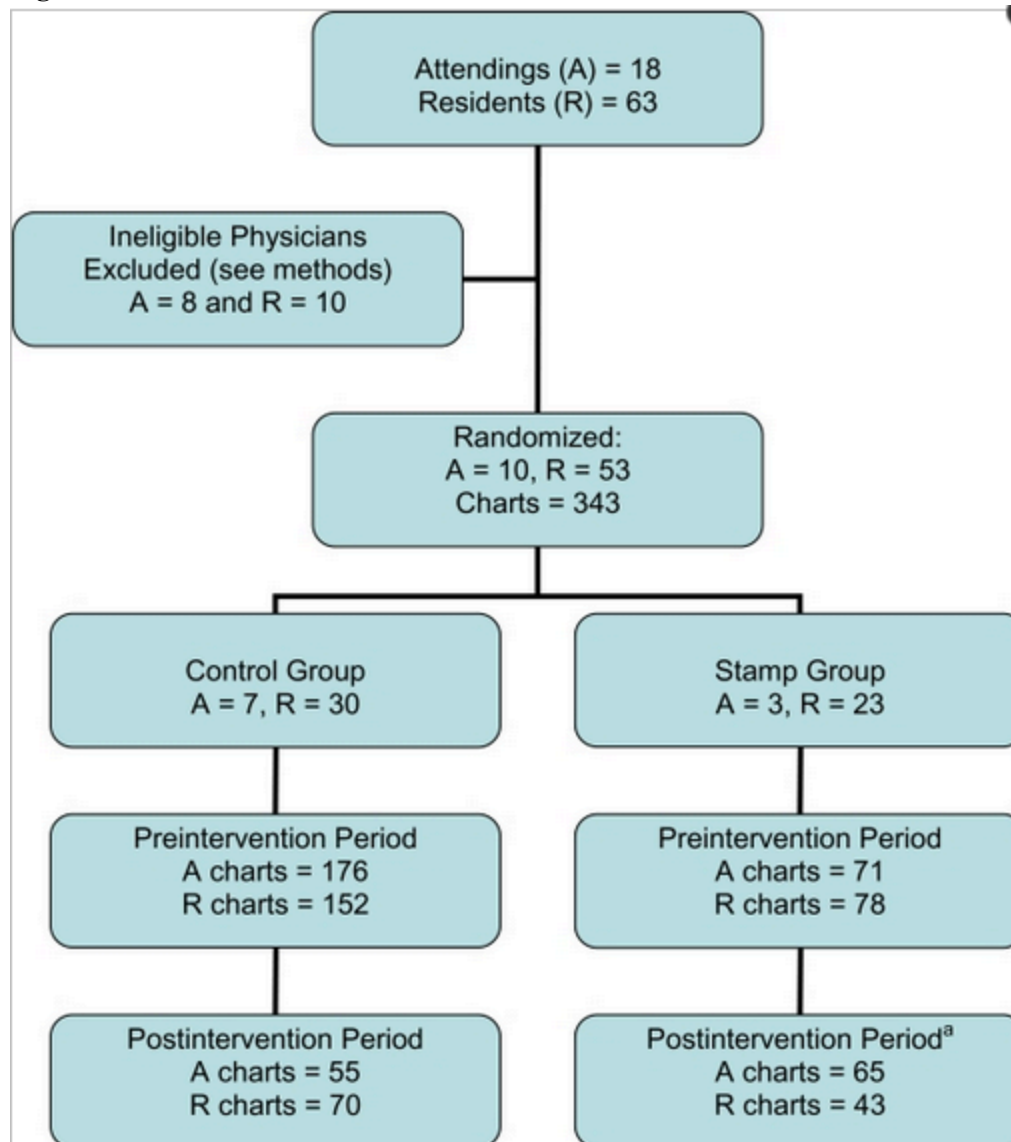 Attendings (A) = 18
Residents (R) = 63
Ineligible Physicians
Excluded (see methods)
A = 8 and R = 10
Randomized:
A = 10, R = 53
Charts = 343
Control Group
A = 7, R = 30
Stamp Group
A = 3, R = 23
Preintervention Period
A charts = 176
R charts = 152
Preintervention Period
A charts = 71
R charts = 78
Postintervention Period
A charts = 55
R charts = 70
Postintervention Periodᵃ
A charts = 65
R charts = 43